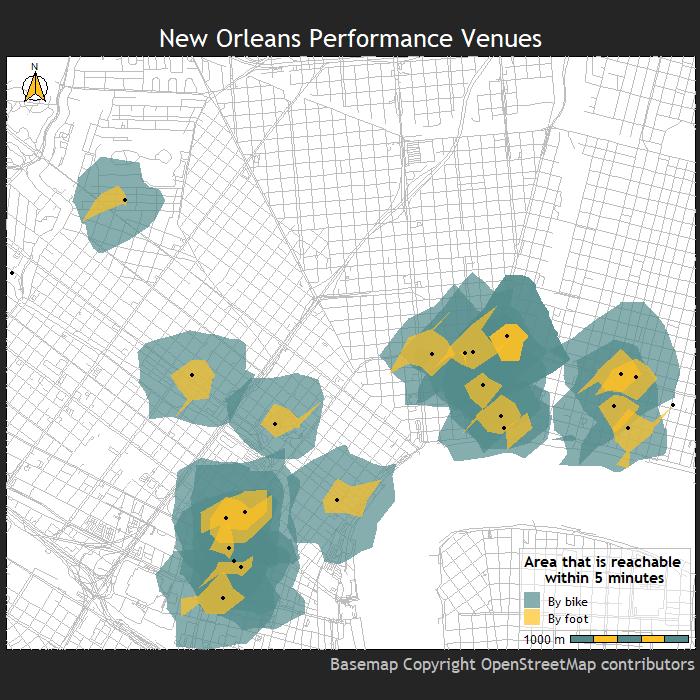 New Orleans Performance Venues
N
Area that is reachable
within 5 minutes
By bike
By foot
1000 m
Basemap Copyright OpenStreetMap contributors